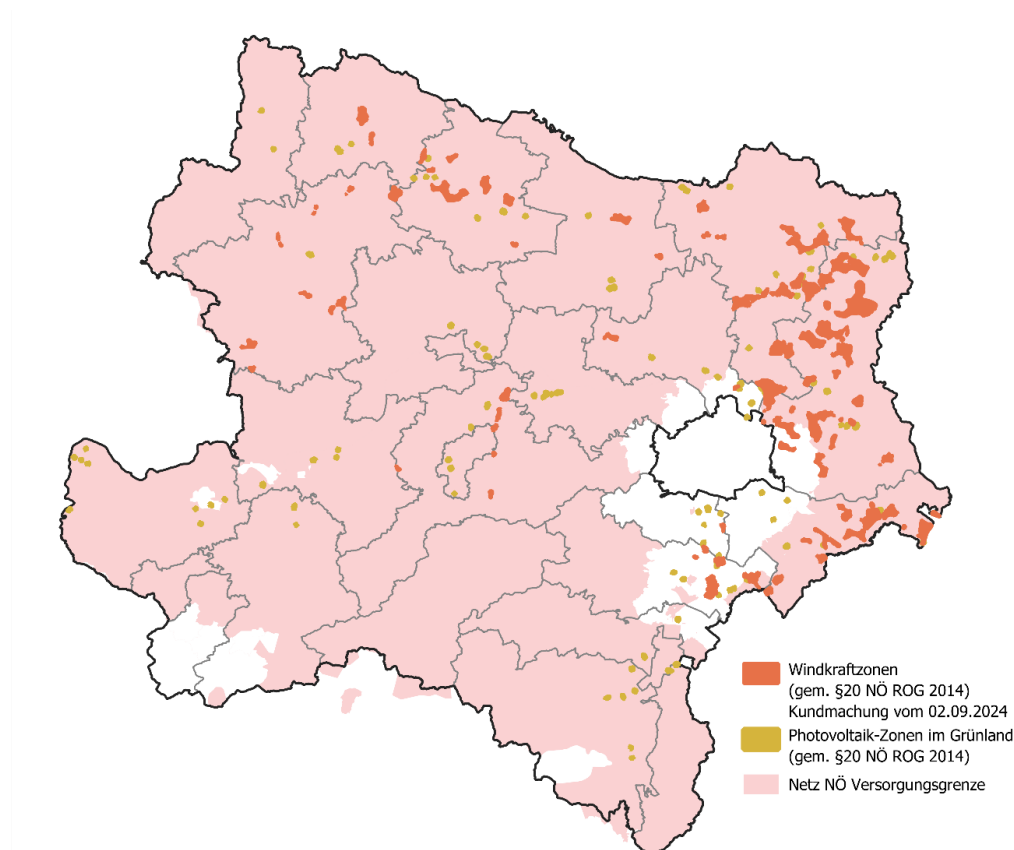 Windkraftzonen
(gem. §20 NÖ ROG 2014)
Kundmachung vom 02.09.2024
Photovoltaik-Zonen im Grünland
(gem. §20 NÖ ROG 2014)
Netz NÖ Versorgungsgrenze